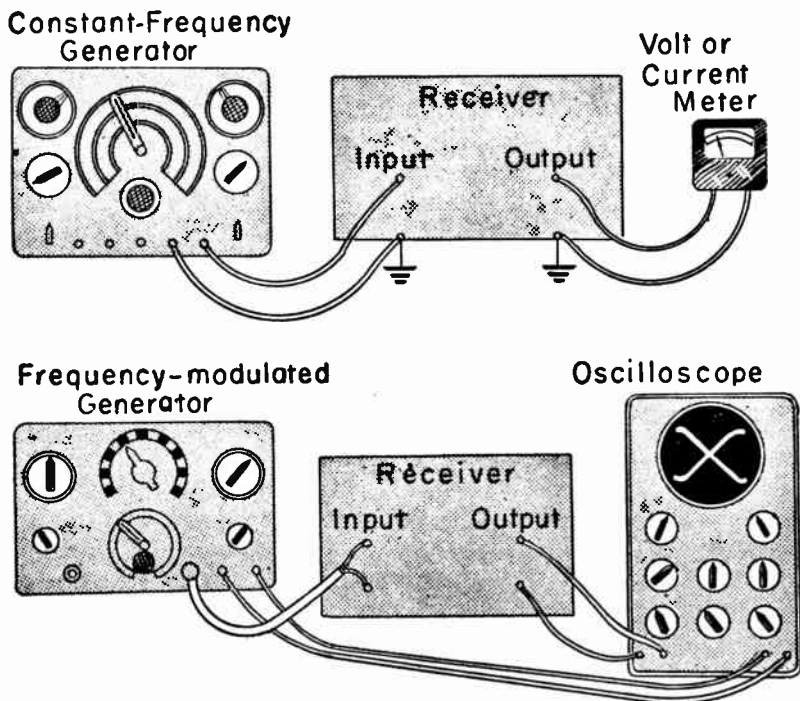 Constant-Frequency
Generator
Receiver
Input
Output
Volt or
Current
Meter
Frequency-modulated
Generator
Receiver
Input
Output
Oscilloscope